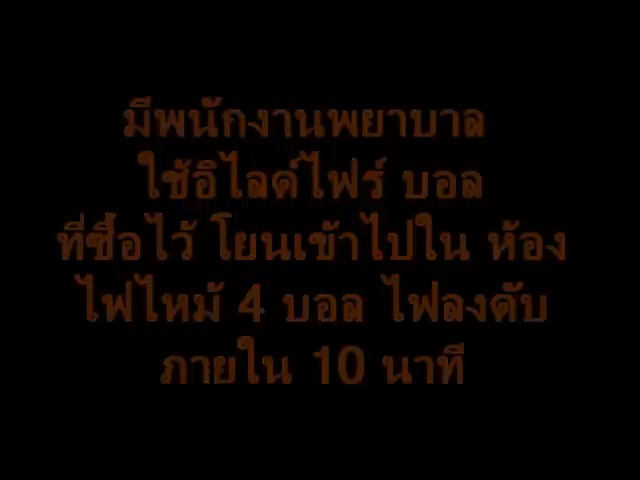 มีพนักงานพยาบาล
ใช้อีไลด์ไฟร์ บอล
ที่ซื้อไว้ โยนเข้าไปใน ห้อง
ไฟไหม้ 4 บอล ไฟลงดับ
ภายใน 10 นาที